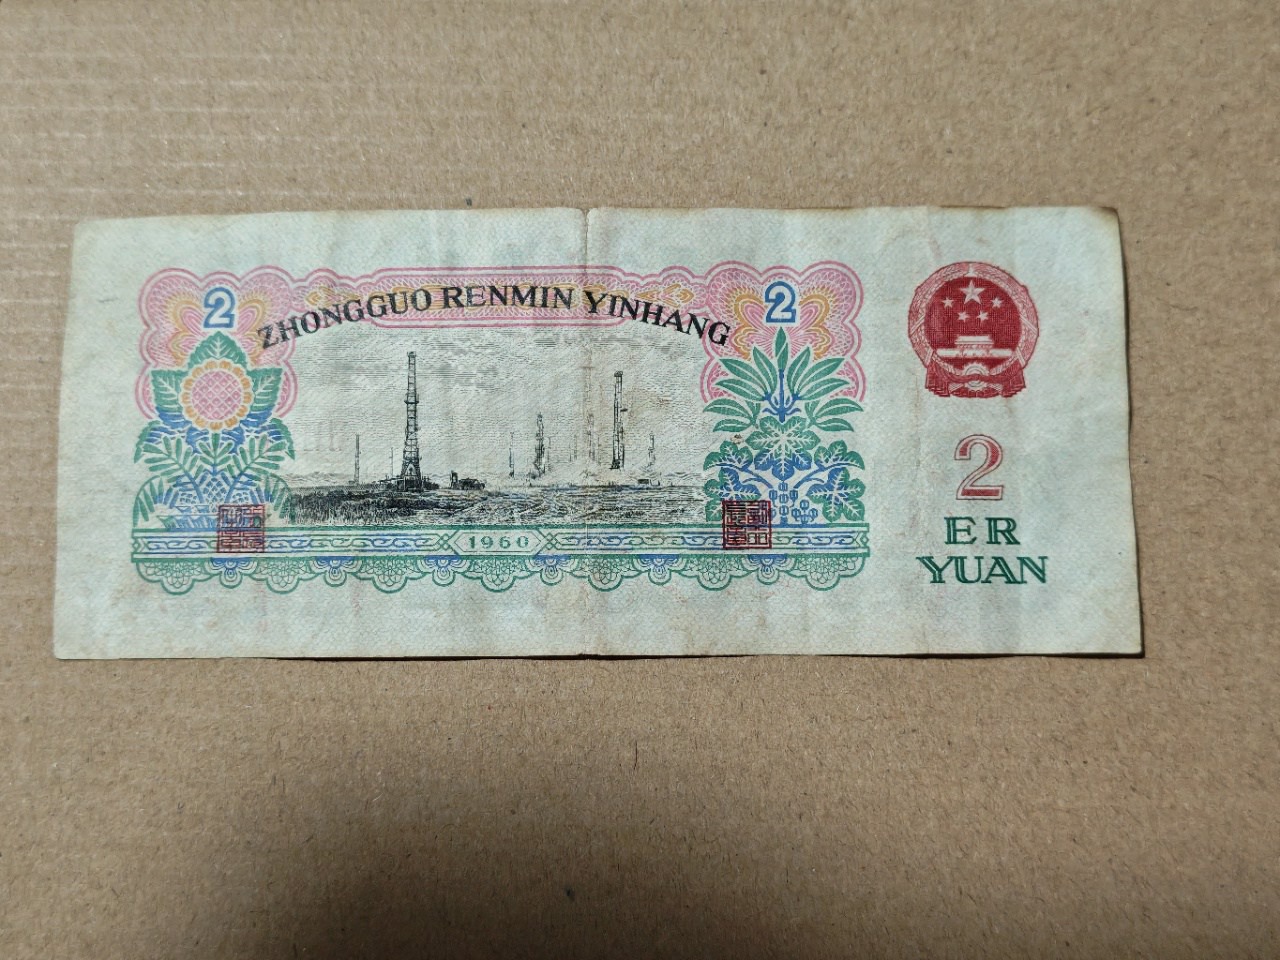 2
ZHONGGUO RENMIN YINHANG
2
1960
2
ER
YUAN